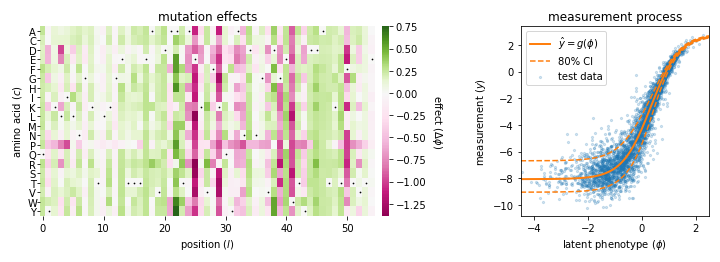 mutation effects
A
C
D
E
F
G
H
I
K
L
M
N
P
Q
R
S
T
V
W
Y
amino acid (c)
0 10 20 30 40 50
position (l)
0.75
0.50
0.25
0.00
−0.25
−0.50
−0.75
−1.00
−1.25
effect (Δϕ)
measurement process
ŷ = g(ϕ)
80% CI
test data
2
0
−2
−4
−6
−8
−10
measurement (y)
−4 −2 0 2
latent phenotype (ϕ)